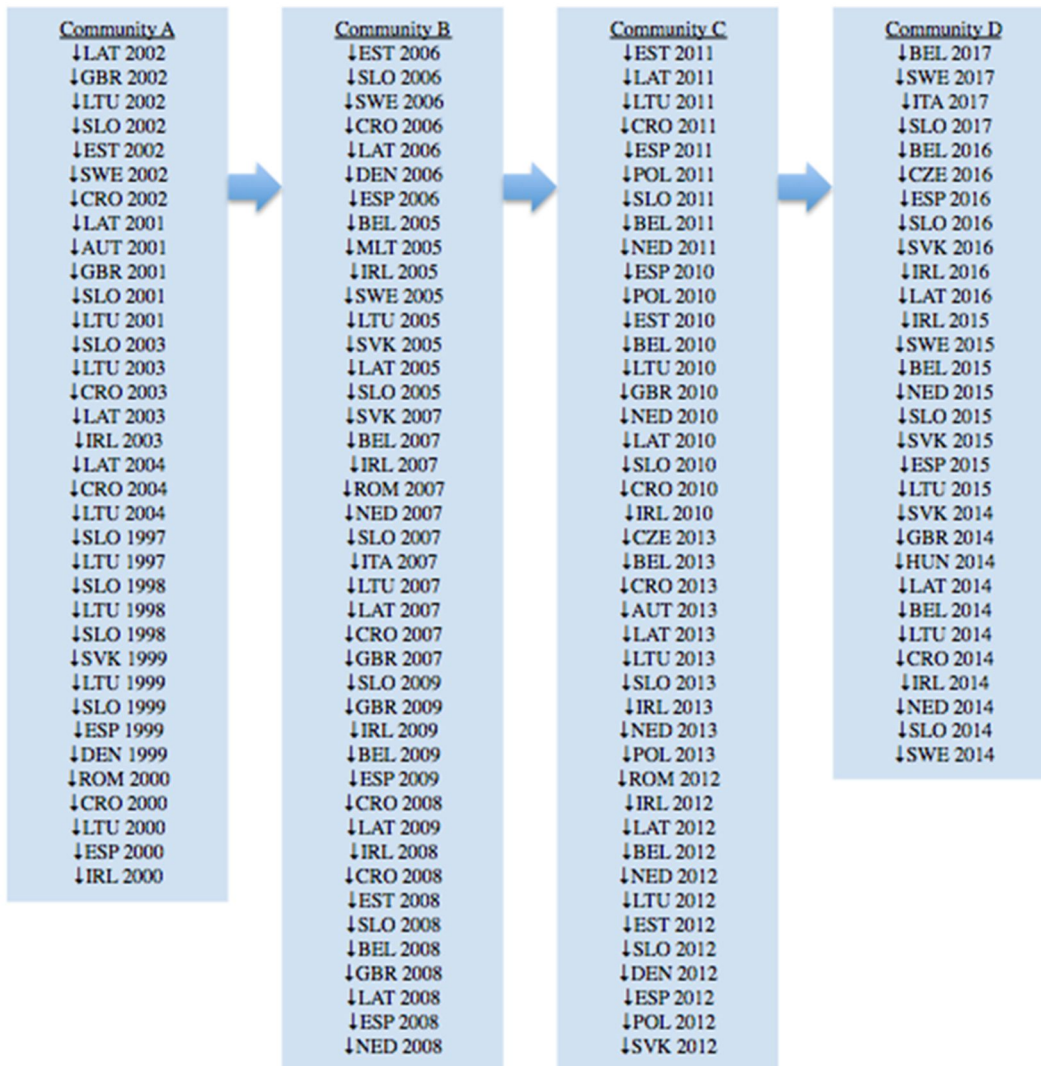 Community A
↓LAT 2002
↓GBR 2002
↓LTU 2002
↓SLO 2002
↓EST 2002
↓SWE 2002
↓CRO 2002
↓LAT 2001
↓AUT 2001
↓GBR 2001
↓SLO 2001
↓LTU 2001
↓SLO 2003
↓LTU 2003
↓CRO 2003
↓LAT 2003
↓IRL 2003
↓LAT 2004
↓CRO 2004
↓LTU 2004
↓SLO 1997
↓LTU 1997
↓SLO 1998
↓LTU 1998
↓SLO 1998
↓SVK 1999
↓LTU 1999
↓SLO 1999
↓ESP 1999
↓DEN 1999
↓ROM 2000
↓CRO 2000
↓LTU 2000
↓ESP 2000
↓IRL 2000
Community B
↓EST 2006
↓SLO 2006
↓SWE 2006
↓CRO 2006
↓LAT 2006
↓DEN 2006
↓ESP 2006
↓BEL 2005
↓MLT 2005
↓IRL 2005
↓SWE 2005
↓LTU 2005
↓SVK 2005
↓LAT 2005
↓SLO 2005
↓SVK 2007
↓BEL 2007
↓IRL 2007
↓ROM 2007
↓NED 2007
↓SLO 2007
↓ITA 2007
↓LTU 2007
↓LAT 2007
↓CRO 2007
↓GBR 2007
↓SLO 2009
↓GBR 2009
↓IRL 2009
↓BEL 2009
↓ESP 2009
↓CRO 2008
↓LAT 2009
↓IRL 2008
↓CRO 2008
↓EST 2008
↓SLO 2008
↓BEL 2008
↓GBR 2008
↓LAT 2008
↓ESP 2008
↓NED 2008
Community C
↓EST 2011
↓LAT 2011
↓LTU 2011
↓CRO 2011
↓ESP 2011
↓POL 2011
↓SLO 2011
↓BEL 2011
↓NED 2011
↓ESP 2010
↓POL 2010
↓EST 2010
↓BEL 2010
↓LTU 2010
↓GBR 2010
↓NED 2010
↓LAT 2010
↓SLO 2010
↓CRO 2010
↓IRL 2010
↓CZE 2013
↓BEL 2013
↓CRO 2013
↓AUT 2013
↓LAT 2013
↓LTU 2013
↓SLO 2013
↓IRL 2013
↓NED 2013
↓POL 2013
↓ROM 2012
↓IRL 2012
↓LAT 2012
↓BEL 2012
↓NED 2012
↓LTU 2012
↓EST 2012
↓SLO 2012
↓DEN 2012
↓ESP 2012
↓POL 2012
↓SVK 2012
Community D
↓BEL 2017
↓SWE 2017
↓ITA 2017
↓SLO 2017
↓BEL 2016
↓CZE 2016
↓ESP 2016
↓SLO 2016
↓SVK 2016
↓IRL 2016
↓LAT 2016
↓IRL 2015
↓SWE 2015
↓BEL 2015
↓NED 2015
↓SLO 2015
↓SVK 2015
↓ESP 2015
↓LTU 2015
↓SVK 2014
↓GBR 2014
↓HUN 2014
↓LAT 2014
↓BEL 2014
↓LTU 2014
↓CRO 2014
↓IRL 2014
↓NED 2014
↓SLO 2014
↓SWE 2014